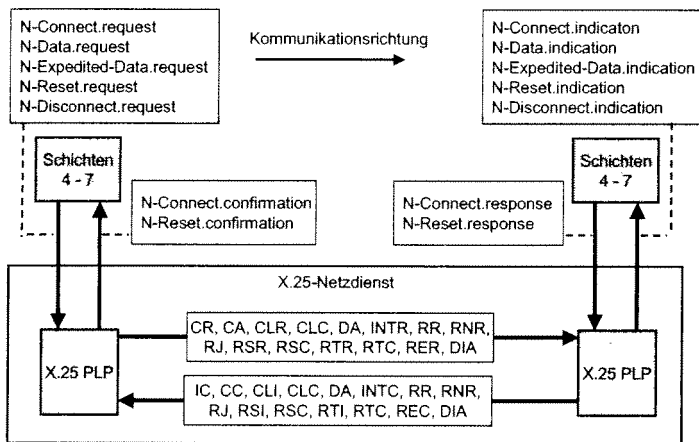 N-Connect.request
N-Data.request
N-Expedited-Data.request
N-Reset.request
N-Disconnect.request
Kommunikationsrichtung
N-Connect.indicaton
N-Data.indication
N-Expedited-Data.indication
N-Reset.indication
N-Disconnect.indication
Schichten
4 - 7
N-Connect.confirmation
N-Reset.confirmation
N-Connect.response
N-Reset.response
Schichten
4 - 7
X.25-Netzdienst
X.25 PLP
CR, CA, CLR, CLC, DA, INTR, RR, RNR,
RJ, RSR, RSC, RTR, RTC, RER, DIA
IC, CC, CLI, CLC, DA, INTC, RR, RNR,
RJ, RSI, RSC, RTI, RTC, REC, DIA
X.25 PLP